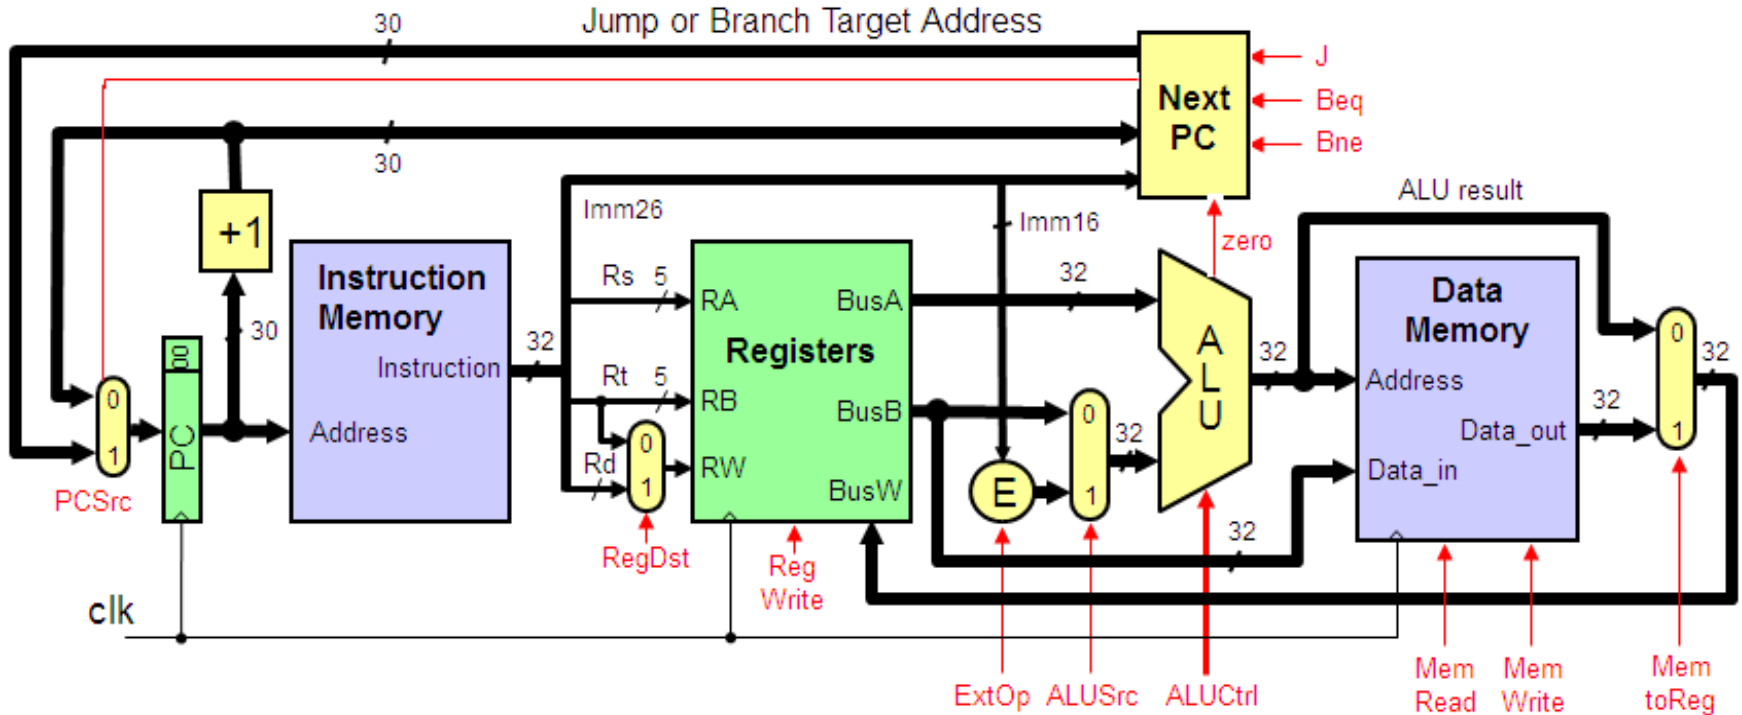 30
Jump or Branch Target Address
J
Next
PC
Beq
Bne
30
Imm26
Imm16
ALU result
zero
+1
Instruction
Memory
Rs
5
RA
BusA
32
Data
Memory
30
00
32
Instruction
Registers
A
L
U
32
0
32
Rt
5
RB
BusB
0
32
Address
0
1
PC
Address
Rd
0
1
RW
32
Data_out
1
PCSrc
BusW
E
1
Data_in
32
RegDst
Reg
Write
32
clk
ExtOp
ALUSrc
ALUCtrl
Mem
Read
Mem
Write
Mem
toReg